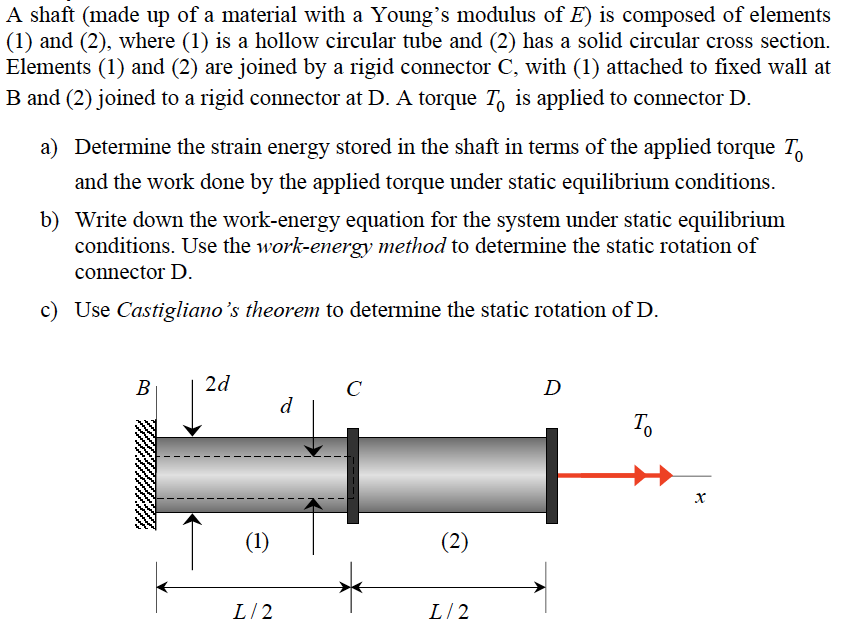 A shaft (made up of a material with a Young's modulus of E) is composed of elements
(1) and (2), where (1) is a hollow circular tube and (2) has a solid circular cross section.
Elements (1) and (2) are joined by a rigid connector C, with (1) attached to fixed wall at
B and (2) joined to a rigid connector at D. A torque T₀ is applied to connector D.
a) Determine the strain energy stored in the shaft in terms of the applied torque T₀
and the work done by the applied torque under static equilibrium conditions.
b) Write down the work-energy equation for the system under static equilibrium
conditions. Use the work-energy method to determine the static rotation of
connector D.
c) Use Castigliano's theorem to determine the static rotation of D.
B 2d d C D
T₀
x
(1) (2)
L/2 L/2